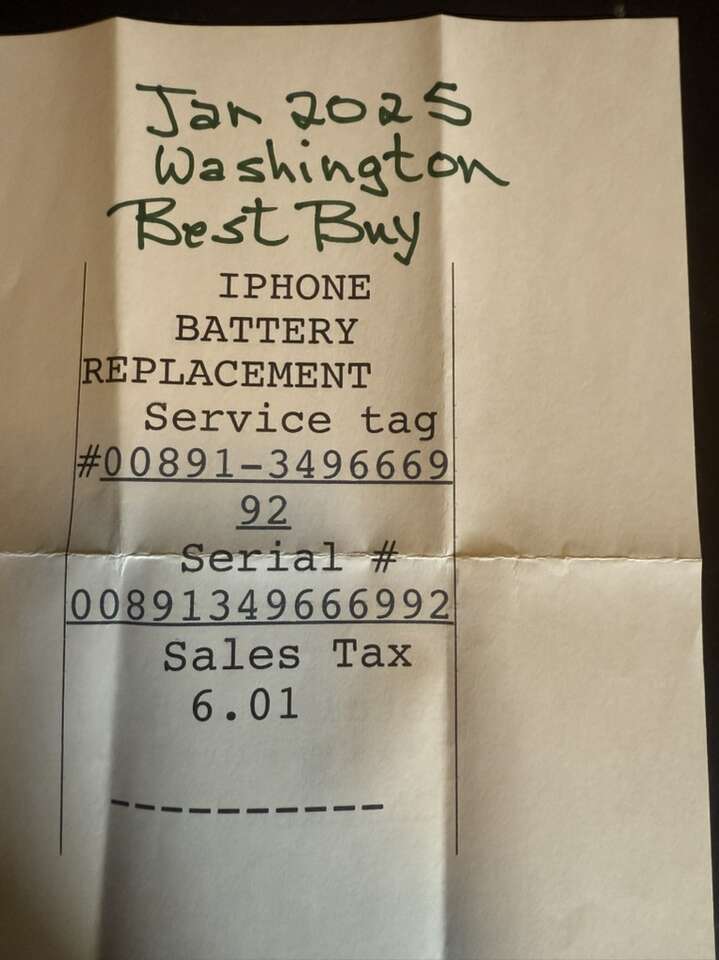 Jan 2025
Washington
Best Buy
IPHONE
BATTERY
REPLACEMENT
Service tag
#00891-3496669
92
Serial #
00891349666992
Sales Tax
6.01
----------